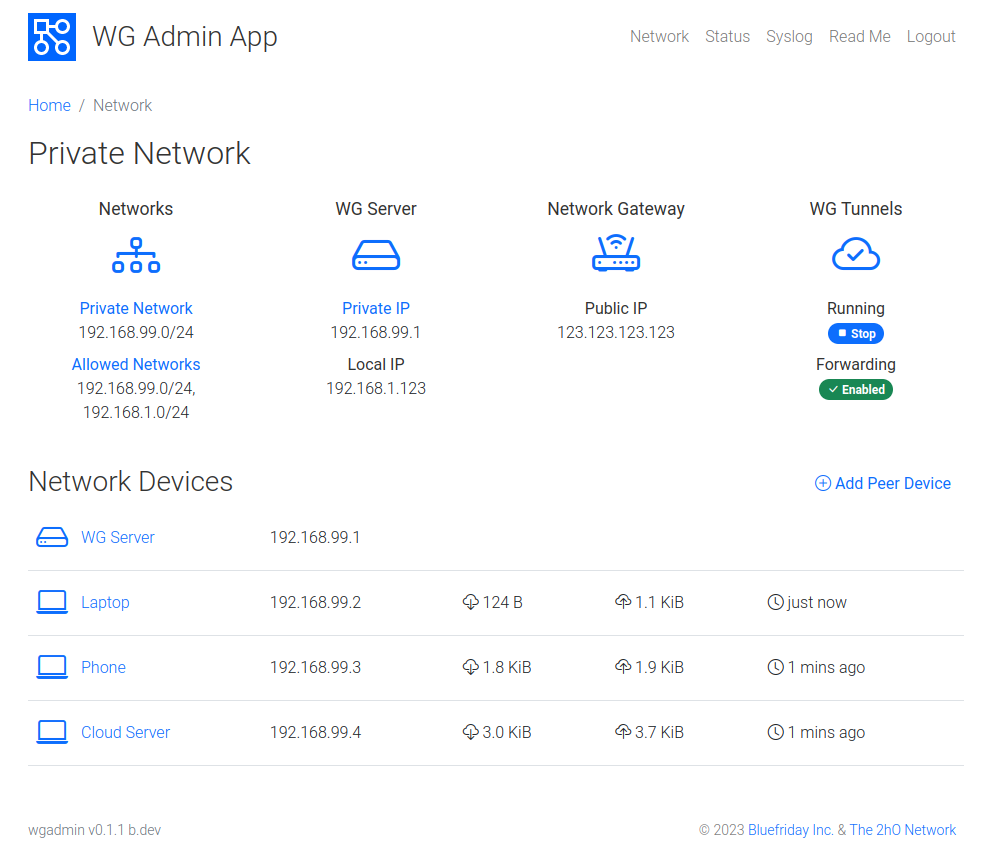 WG Admin App
Network Status Syslog Read Me Logout
Home / Network
Private Network
Networks
Private Network
192.168.99.0/24
Allowed Networks
192.168.99.0/24,
192.168.1.0/24
WG Server
Private IP
192.168.99.1
Local IP
192.168.1.123
Network Gateway
Public IP
123.123.123.123
WG Tunnels
Running
Stop
Forwarding
Enabled
Network Devices
Add Peer Device
WG Server 192.168.99.1
Laptop 192.168.99.2 124 B 1.1 KiB just now
Phone 192.168.99.3 1.8 KiB 1.9 KiB 1 mins ago
Cloud Server 192.168.99.4 3.0 KiB 3.7 KiB 1 mins ago
wgadmin v0.1.1 b.dev
© 2023 Bluefriday Inc. & The 2hO Network